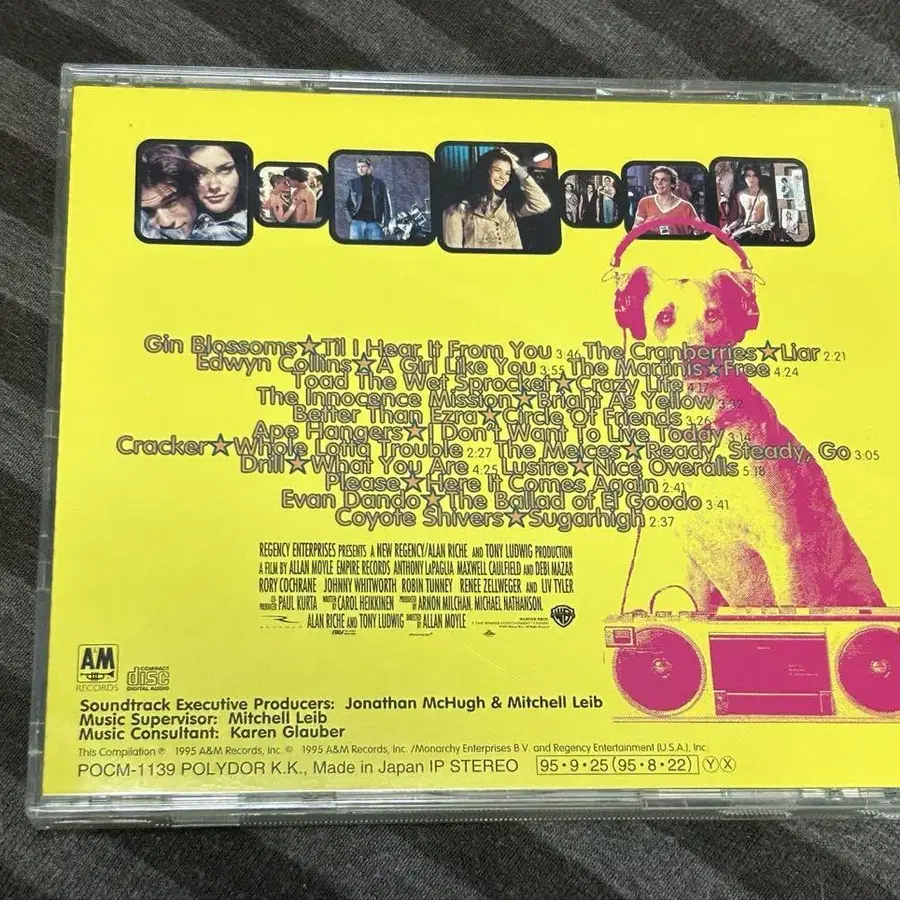 Gin Blossoms★Til I Hear It From You 3:46 The Cranberries★Liar 2:21
Edwyn Collins★A Girl Like You 3:55 The Martinis★Free 4:24
Toad The Wet Sprocket★Crazy Life 4:17
The Innocence Mission★Bright As Yellow 3:32
Better Than Ezra★Circle Of Friends 3:26
Ape Hangers★I Don't Want To Live Today 3:14
Cracker★Whole Lotta Trouble 2:27 The Meices★Ready, Steady, Go 3:05
Drill★What You Are 4:25 Lustre★Nice Overalls 5:18
Please★Here It Comes Again 2:41
Evan Dando★The Ballad of El Goodo 3:41
Coyote Shivers★Sugarhigh 2:37
REGENCY ENTERPRISES PRESENTS A NEW REGENCY/ALAN RICHE AND TONY LUDWIG PRODUCTION
A FILM BY ALLAN MOYLE EMPIRE RECORDS ANTHONY LaPAGLIA MAXWELL CAULFIELD AND DEBI MAZAR
RORY COCHRANE JOHNNY WHITWORTH ROBIN TUNNEY RENEE ZELLWEGER AND LIV TYLER
CO-PRODUCER PAUL KURTA WRITTEN BY CAROL HEIKKINEN PRODUCED BY ARNON MILCHAN, MICHAEL NATHANSON,
ALAN RICHE AND TONY LUDWIG DIRECTED BY ALLAN MOYLE
A&M
RECORDS
COMPACT
disc
DIGITAL AUDIO
Soundtrack Executive Producers: Jonathan McHugh & Mitchell Leib
Music Supervisor: Mitchell Leib
Music Consultant: Karen Glauber
This Compilation ℗ 1995 A&M Records, Inc. © 1995 A&M Records, Inc. /Monarchy Enterprises B.V. and Regency Entertainment (U.S.A.), Inc.
POCM-1139 POLYDOR K.K., Made in Japan IP STEREO 95・9・25(95・8・22) ⓎⓍ